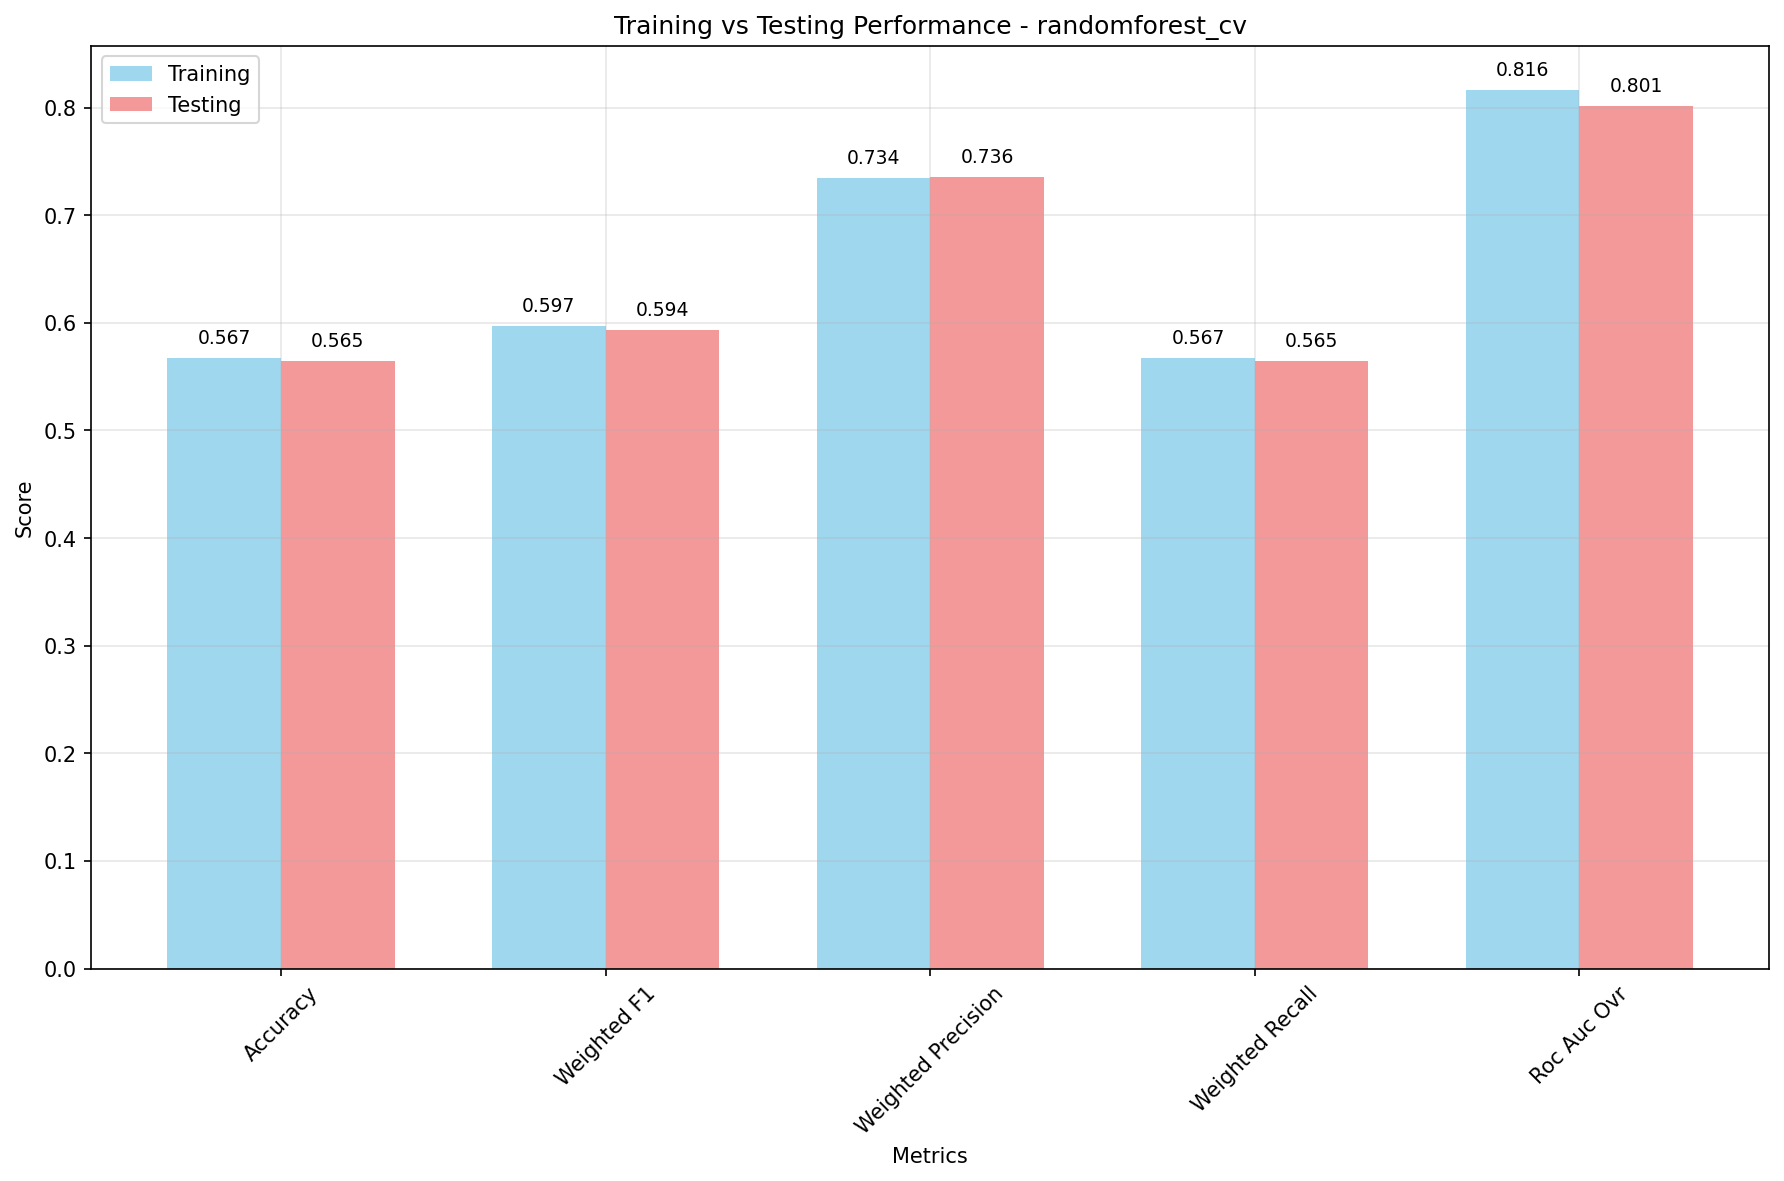 Training vs Testing Performance - randomforest_cv
Training
Testing
0.567
0.565
0.597
0.594
0.734
0.736
0.567
0.565
0.816
0.801
Score
0.8
0.7
0.6
0.5
0.4
0.3
0.2
0.1
0.0
Accuracy
Weighted F1
Weighted Precision
Weighted Recall
Roc Auc Ovr
Metrics